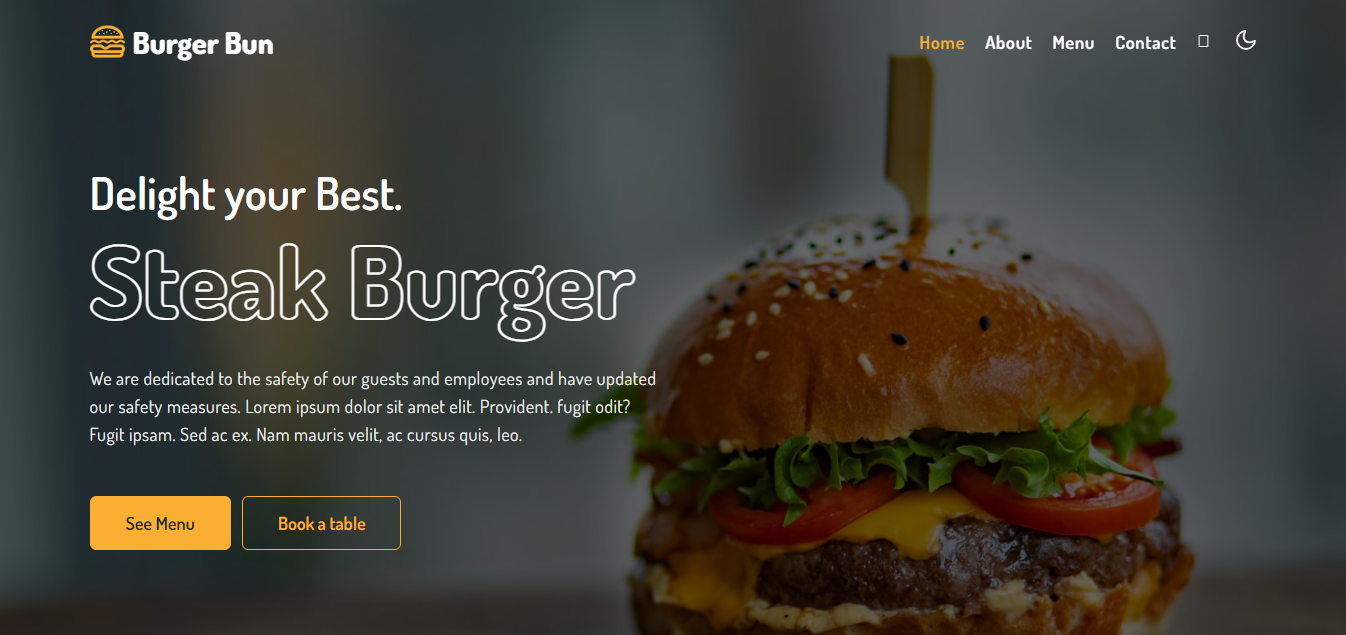 Burger Bun
Home About Menu Contact
Delight your Best.
Steak Burger
We are dedicated to the safety of our guests and employees and have updated
our safety measures. Lorem ipsum dolor sit amet elit. Provident. fugit odit?
Fugit ipsam. Sed ac ex. Nam mauris velit, ac cursus quis, leo.
See Menu Book a table